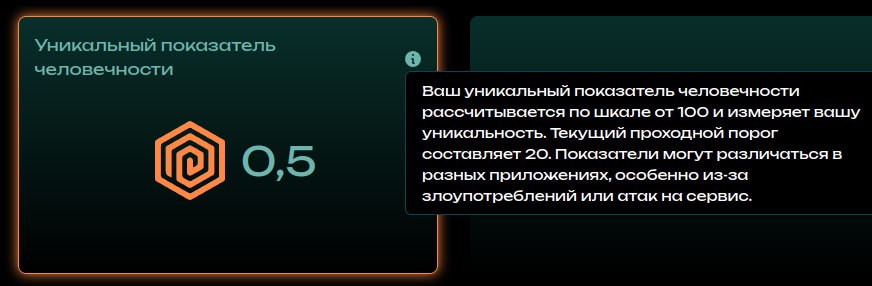 Уникальный показатель
человечности
0,5
Ваш уникальный показатель человечности
рассчитывается по шкале от 100 и измеряет вашу
уникальность. Текущий проходной порог
составляет 20. Показатели могут различаться в
разных приложениях, особенно из-за
злоупотреблений или атак на сервис.